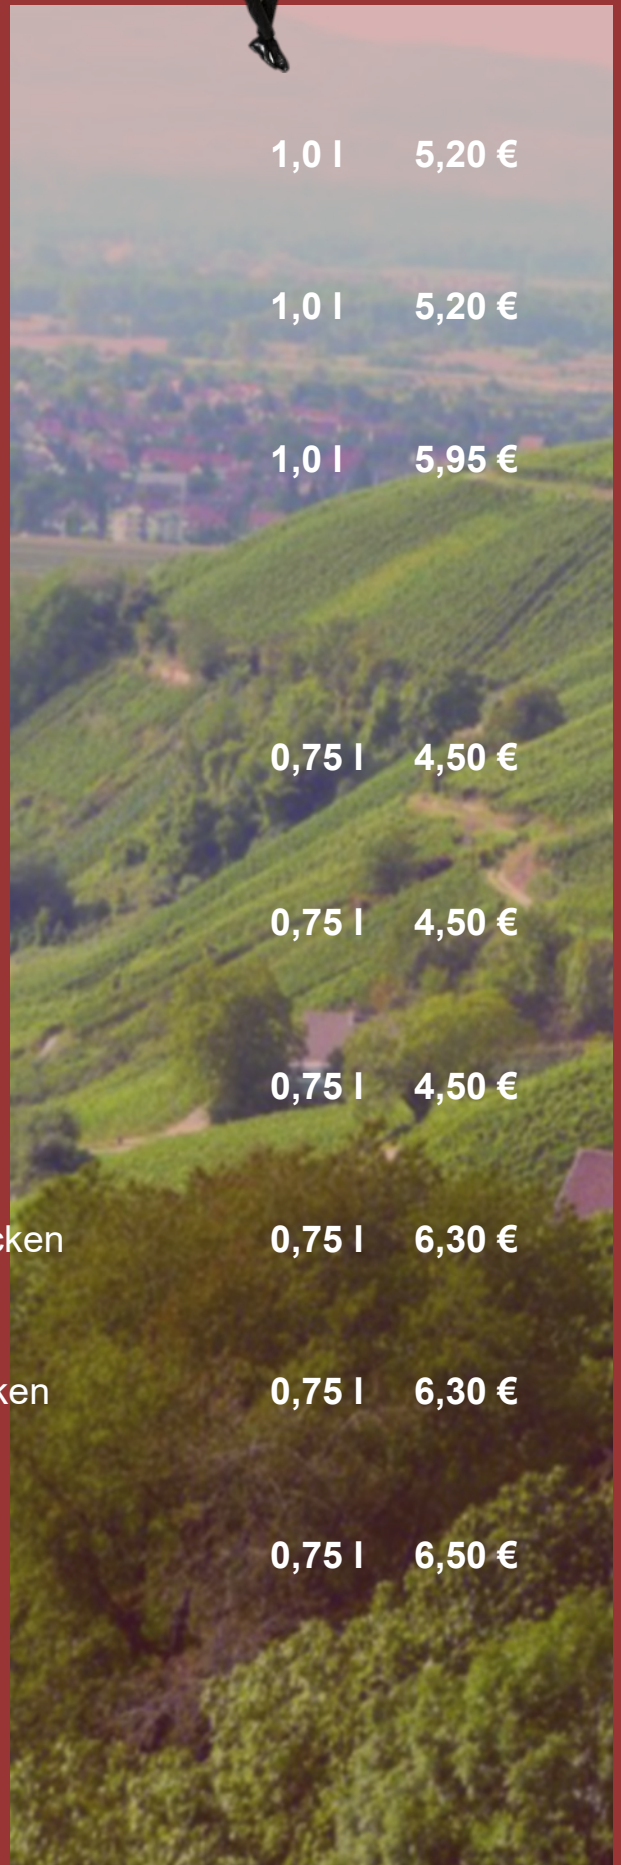 1,0 l 5,20 €
1,0 l 5,20 €
1,0 l 5,95 €
0,75 l 4,50 €
0,75 l 4,50 €
0,75 l 4,50 €
cken 0,75 l 6,30 €
ken 0,75 l 6,30 €
0,75 l 6,50 €